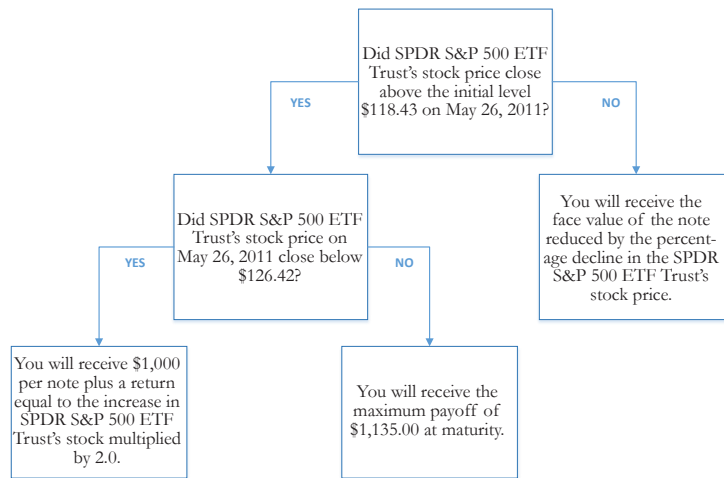 Did SPDR S&P 500 ETF
Trust's stock price close
above the initial level
$118.43 on May 26, 2011?
YES
NO
Did SPDR S&P 500 ETF
Trust's stock price on
May 26, 2011 close below
$126.42?
You will receive the
face value of the note
reduced by the percent-
age decline in the SPDR
S&P 500 ETF Trust's
stock price.
YES
NO
You will receive $1,000
per note plus a return
equal to the increase in
SPDR S&P 500 ETF
Trust's stock multiplied
by 2.0.
You will receive the
maximum payoff of
$1,135.00 at maturity.